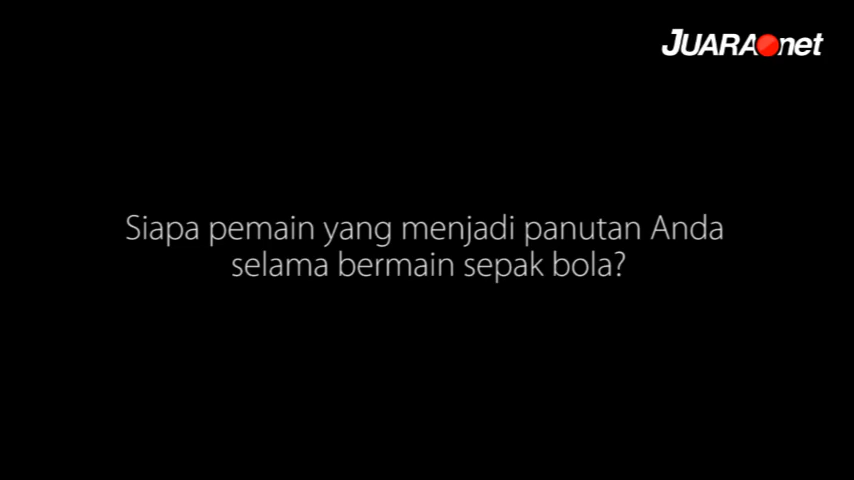 JUARA.net
Siapa pemain yang menjadi panutan Anda
selama bermain sepak bola?